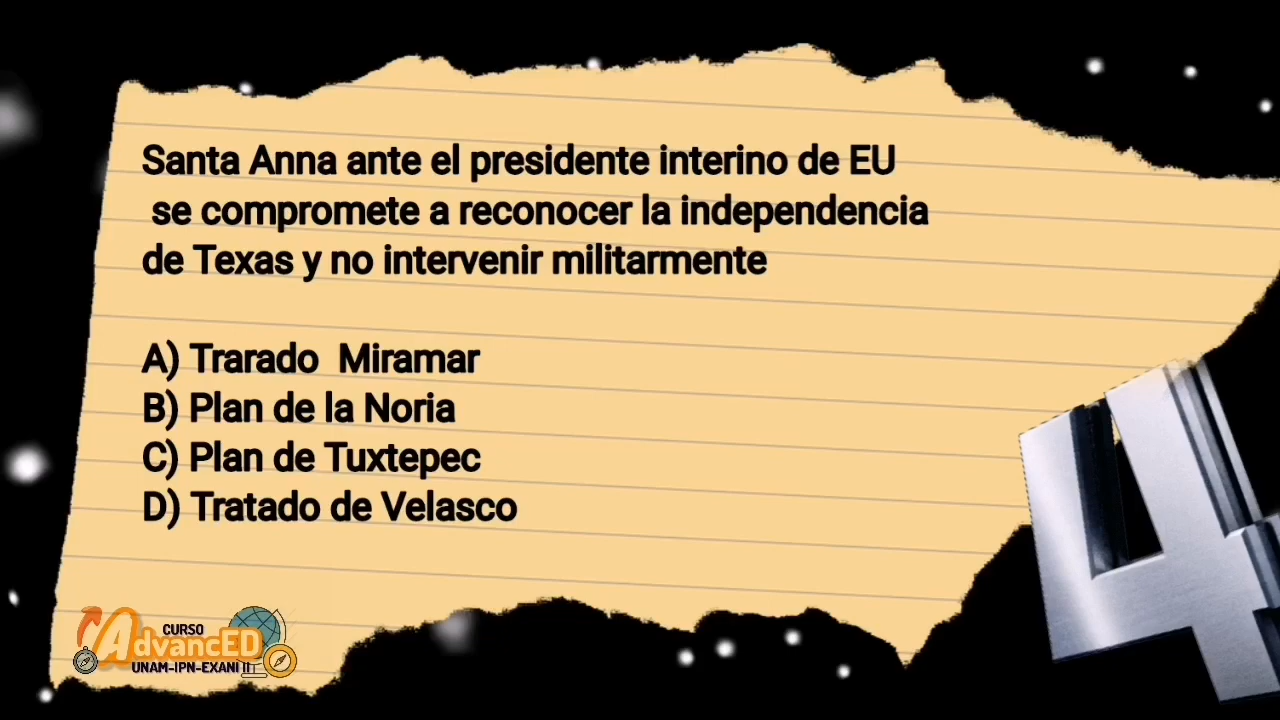 Santa Anna ante el presidente interino de EU
se compromete a reconocer la independencia
de Texas y no intervenir militarmente
A) Trarado Miramar
B) Plan de la Noria
C) Plan de Tuxtepec
D) Tratado de Velasco
4
CURSO
AdvancED
UNAM-IPN-EXANI II